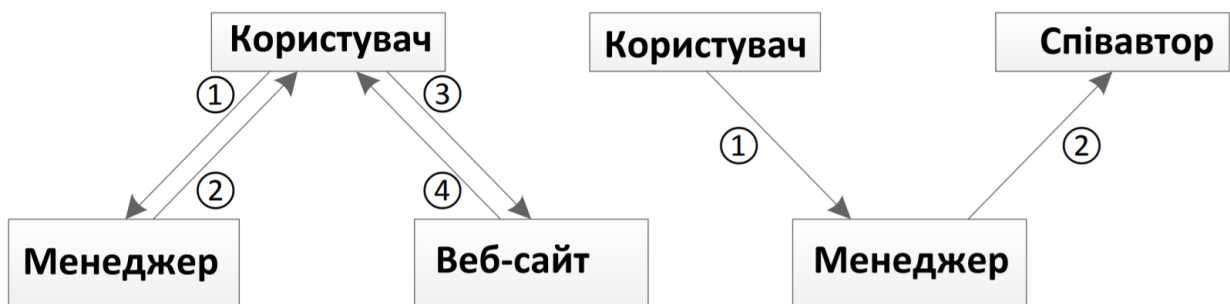 Користувач
Користувач
Співавтор
1
3
1
2
2
4
Менеджер
Веб-сайт
Менеджер